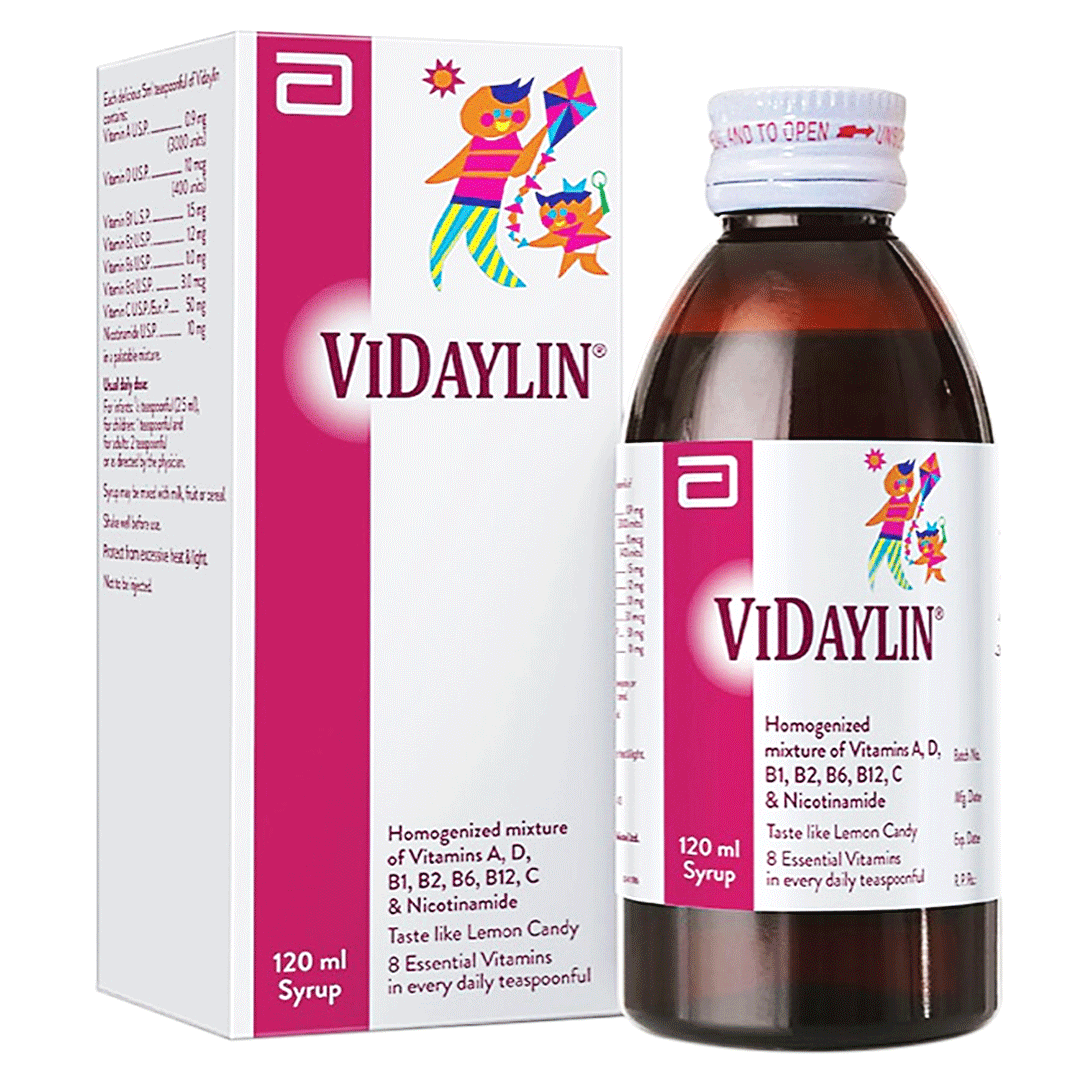 Each delicious 5ml teaspoonful of Vidaylin
contains:
Vitamin A U.S.P. 0.9 mg
(3000 units)
Vitamin D U.S.P. 10 mcg
(400 units)
Vitamin B1 U.S.P. 1.5 mg
Vitamin B2 U.S.P. 1.2 mg
Vitamin B6 U.S.P. 1.0 mg
Vitamin B12 U.S.P. 3.0 mcg
Vitamin C U.S.P./Eur. P. 50 mg
Nicotinamide U.S.P. 10 mg
in a palatable mixture.
Usual daily dose:
For infants: ½ teaspoonful (2.5 ml),
for children: 1 teaspoonful and
for adults: 2 teaspoonful
or as directed by the physician.
Syrup may be mixed with milk, fruit or cereal.
Shake well before use.
Protect from excessive heat & light.
Not to be injected.
VIDAYLIN®
Homogenized mixture
of Vitamins A, D,
B1, B2, B6, B12, C
& Nicotinamide
Taste like Lemon Candy
8 Essential Vitamins
in every daily teaspoonful
120 ml
Syrup
AND TO OPEN
VIDAYLIN®
Homogenized
mixture of Vitamins A, D,
B1, B2, B6, B12, C
& Nicotinamide
Taste like Lemon Candy
8 Essential Vitamins
in every daily teaspoonful
120 ml
Syrup
Batch No.
Mfg. Date
Exp. Date
R. P. Rs.: